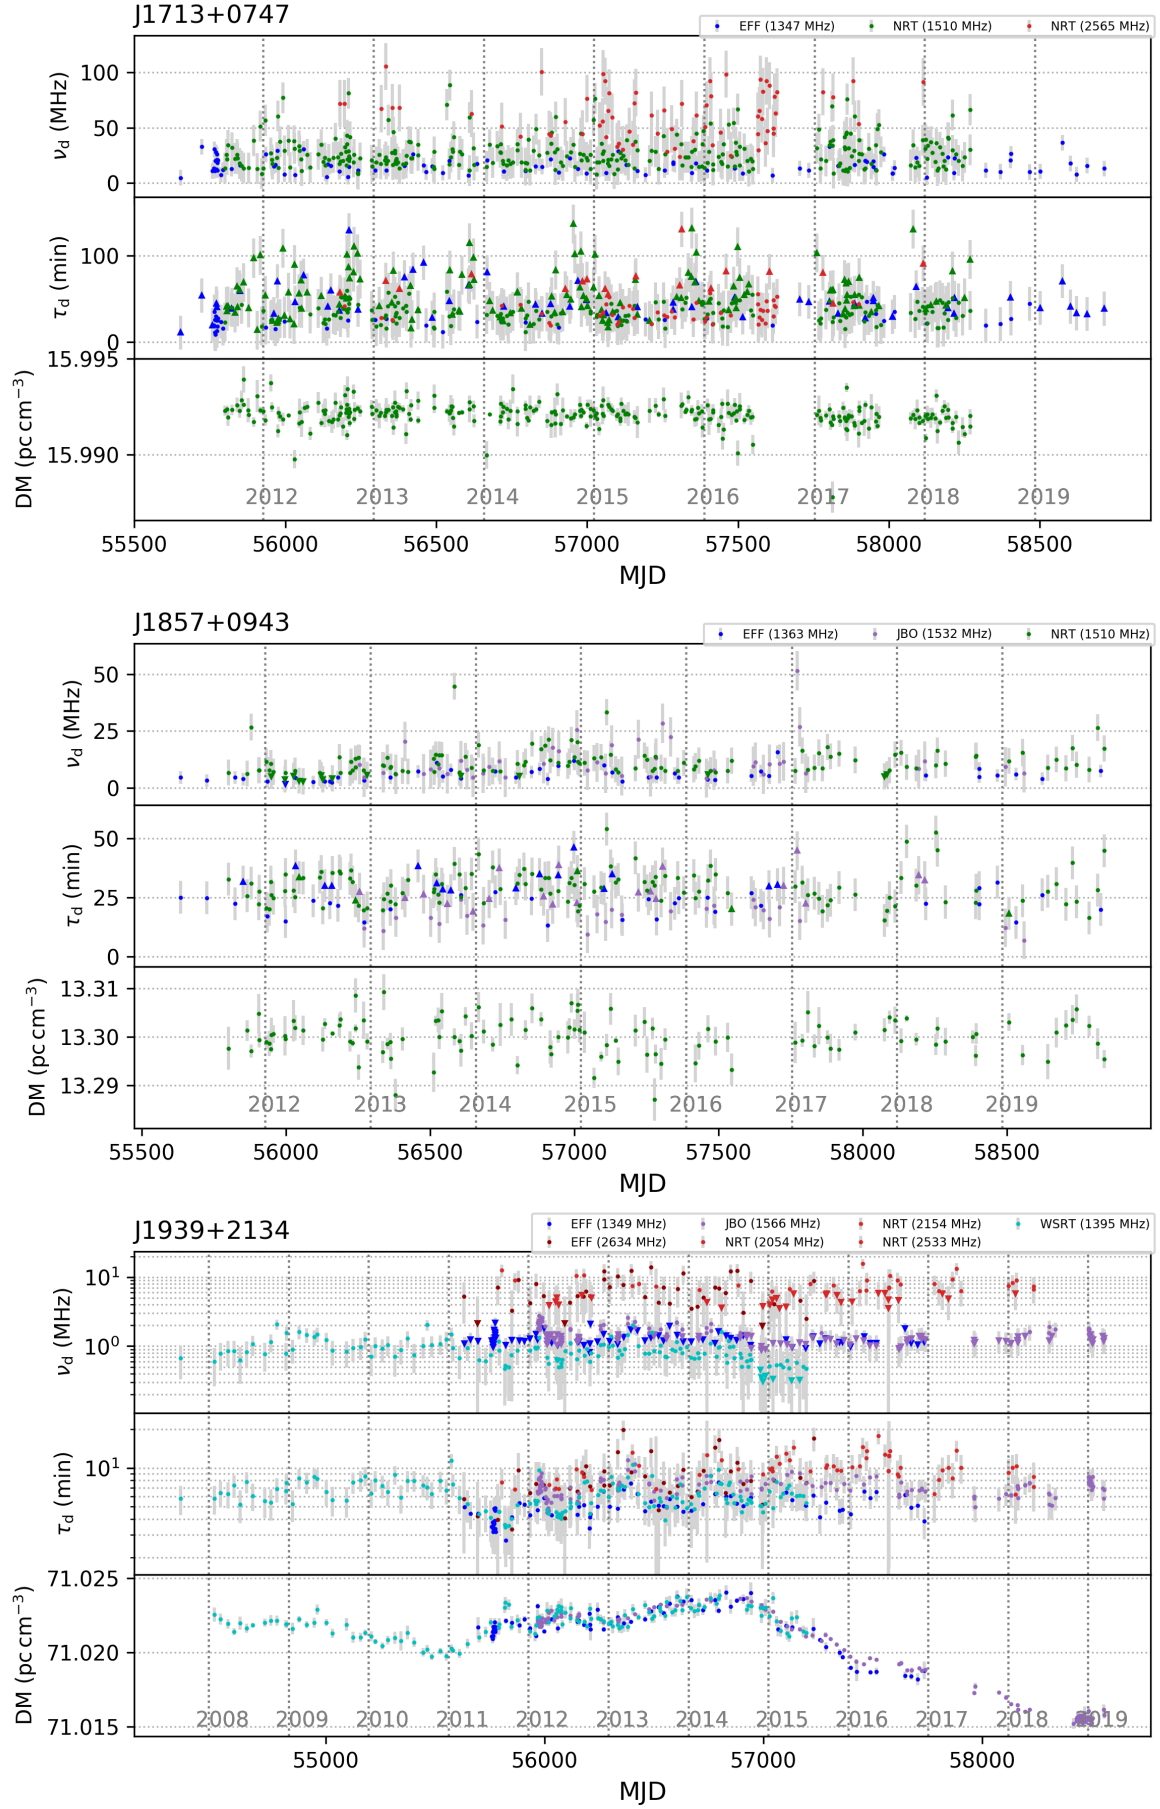 J1713+0747
EFF (1347 MHz) NRT (1510 MHz) NRT (2565 MHz)
100
50
0
νd (MHz)
100
0
τd (min)
15.995
15.990
DM (pc cm−3)
2012 2013 2014 2015 2016 2017 2018 2019
55500 56000 56500 57000 57500 58000 58500
MJD
J1857+0943
EFF (1363 MHz) JBO (1532 MHz) NRT (1510 MHz)
50
25
0
νd (MHz)
50
25
0
τd (min)
13.31
13.30
13.29
DM (pc cm−3)
2012 2013 2014 2015 2016 2017 2018 2019
55500 56000 56500 57000 57500 58000 58500
MJD
J1939+2134
EFF (1349 MHz) JBO (1566 MHz) NRT (2154 MHz) WSRT (1395 MHz)
EFF (2634 MHz) NRT (2054 MHz) NRT (2533 MHz)
10^1
10^0
νd (MHz)
10^1
τd (min)
71.025
71.020
71.015
DM (pc cm−3)
2008 2009 2010 2011 2012 2013 2014 2015 2016 2017 2018 2019
55000 56000 57000 58000
MJD